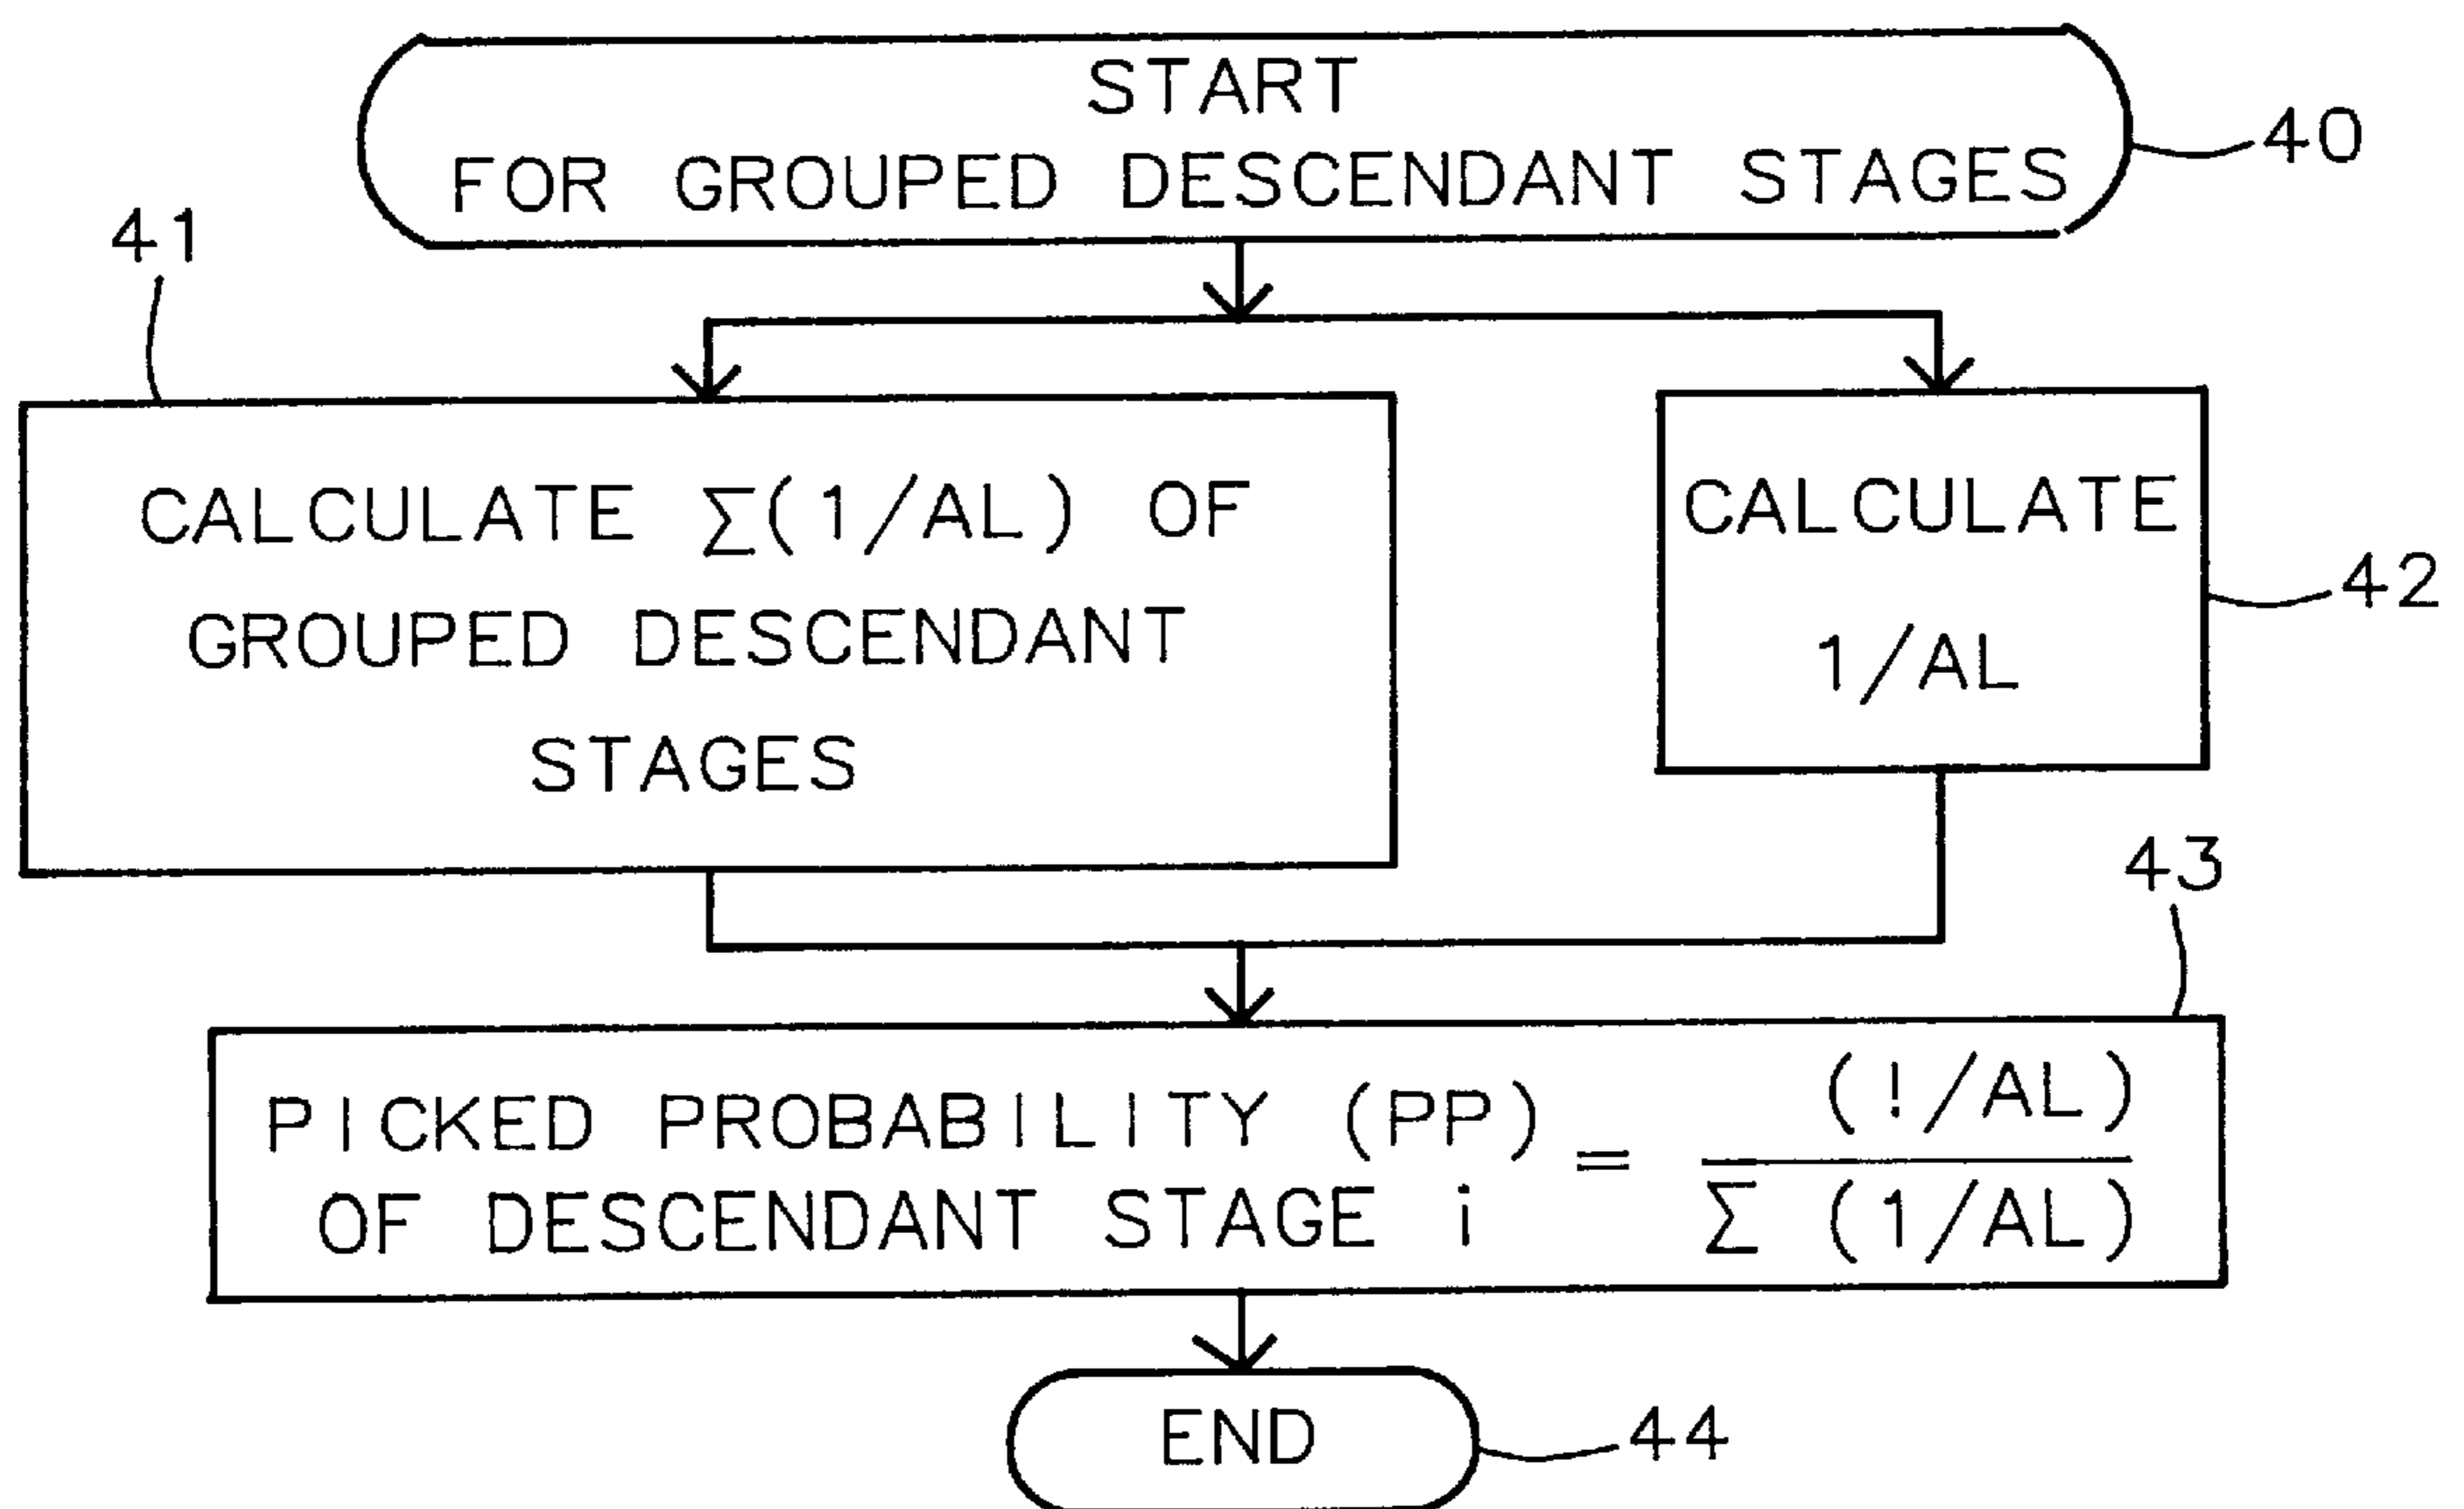 START
FOR GROUPED DESCENDANT STAGES
40
41
CALCULATE Σ(1/AL) OF
GROUPED DESCENDANT
STAGES
CALCULATE
1/AL
42
43
PICKED PROBABILITY (PP)
OF DESCENDANT STAGE i
=
(!/AL)
Σ (1/AL)
END
44